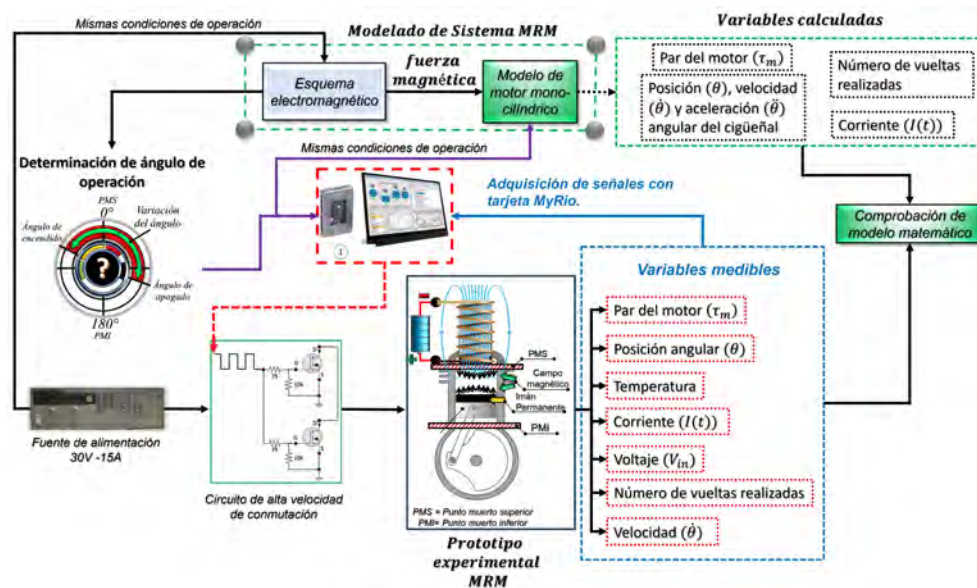 Mismas condiciones de operación
Modelado de Sistema MRM
Variables calculadas
Esquema
electromagnético
fuerza
magnética
Modelo de
motor mono-
cilíndrico
Par del motor (τm)
Posición (θ), velocidad
(θ̇) y aceleración (θ̈)
angular del cigüeñal
Número de vueltas
realizadas
Corriente (I(t))
Determinación de ángulo de
operación
Mismas condiciones de operación
PMS
0°
Ángulo de
encendido
Variación
del ángulo
?
Ángulo de
apagado
180°
PMI
1
Adquisición de señales con
tarjeta MyRio.
Comprobación de
modelo matemático
Variables medibles
Par del motor (τm)
Posición angular (θ)
Temperatura
Corriente (I(t))
Voltaje (Vin)
Número de vueltas realizadas
Velocidad (θ̇)
PMS
Campo
magnético
Imán
Permanente
PMI
PMS = Punto muerto superior
PMI= Punto muerto inferior
Prototipo
experimental
MRM
Fuente de alimentación
30V -15A
Circuito de alta velocidad
de conmutación